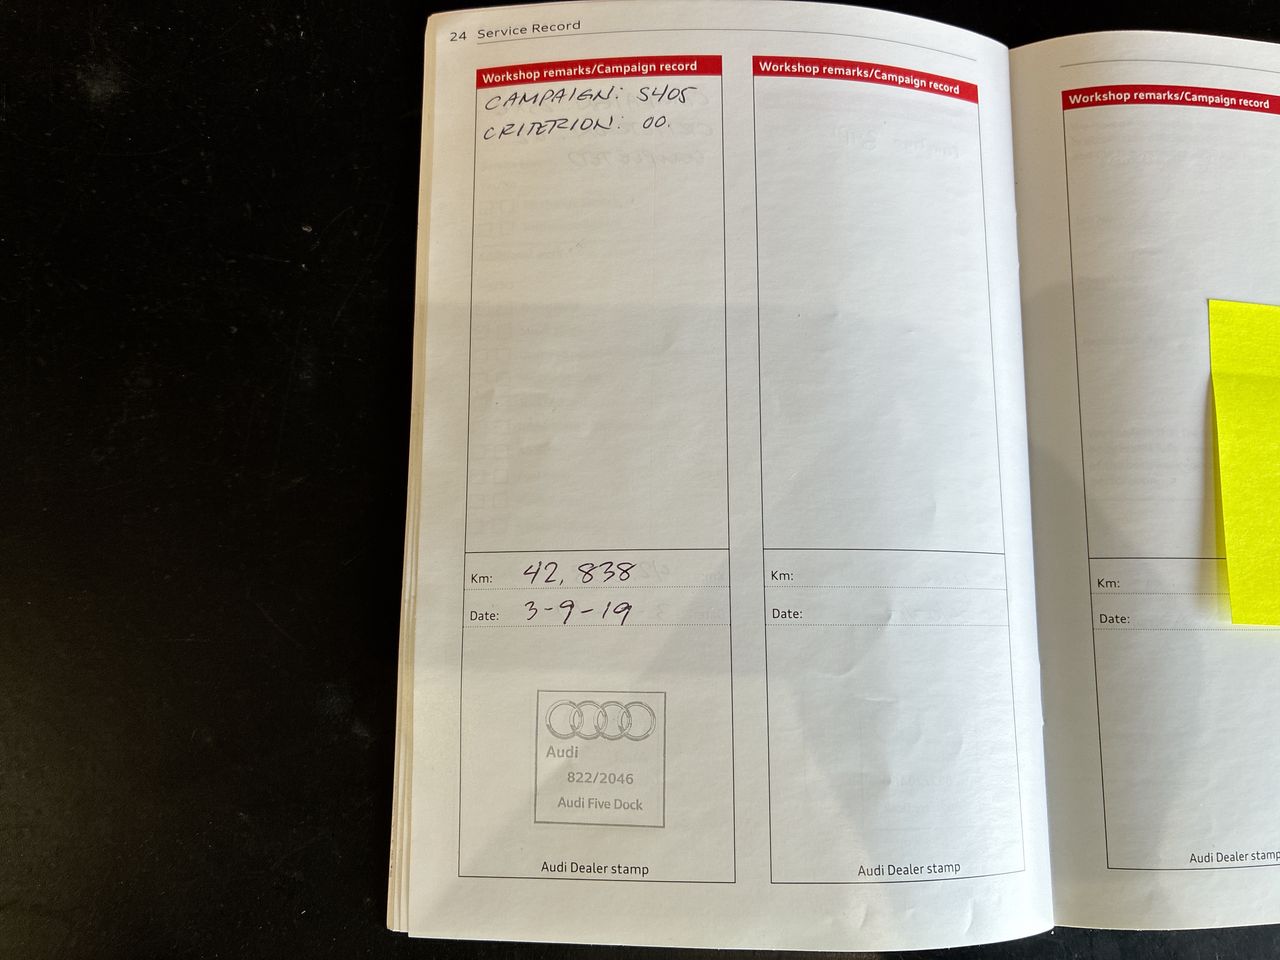 24 Service Record
Workshop remarks/Campaign record
CAMPAIGN: S405
CRITERION: 00.
Km: 42, 838
Date: 3-9-19
Audi
822/2046
Audi Five Dock
Audi Dealer stamp
Workshop remarks/Campaign record
Km:
Date:
Audi Dealer stamp
Workshop remarks/Campaign record
Km:
Date:
Audi Dealer stamp